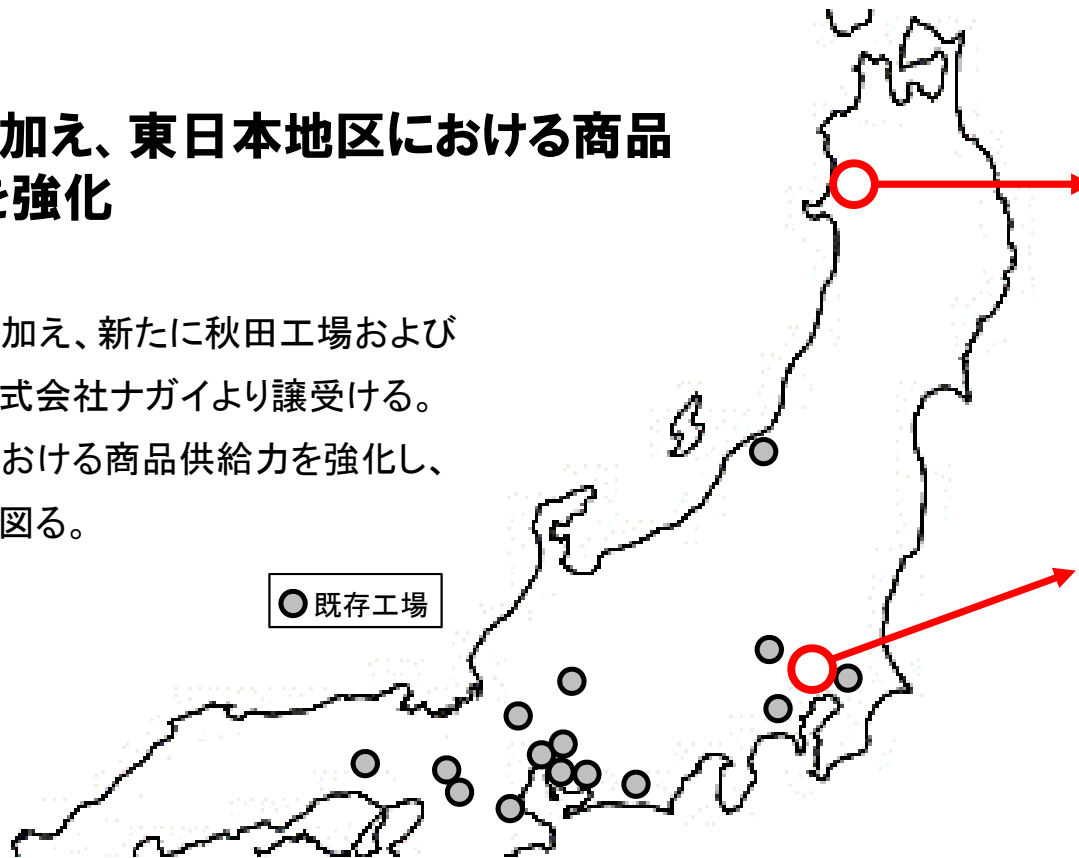 加え、東日本地区における商品
を強化
加え、新たに秋田工場および
式会社ナガイより譲受ける。
おける商品供給力を強化し、
図る。
既存工場